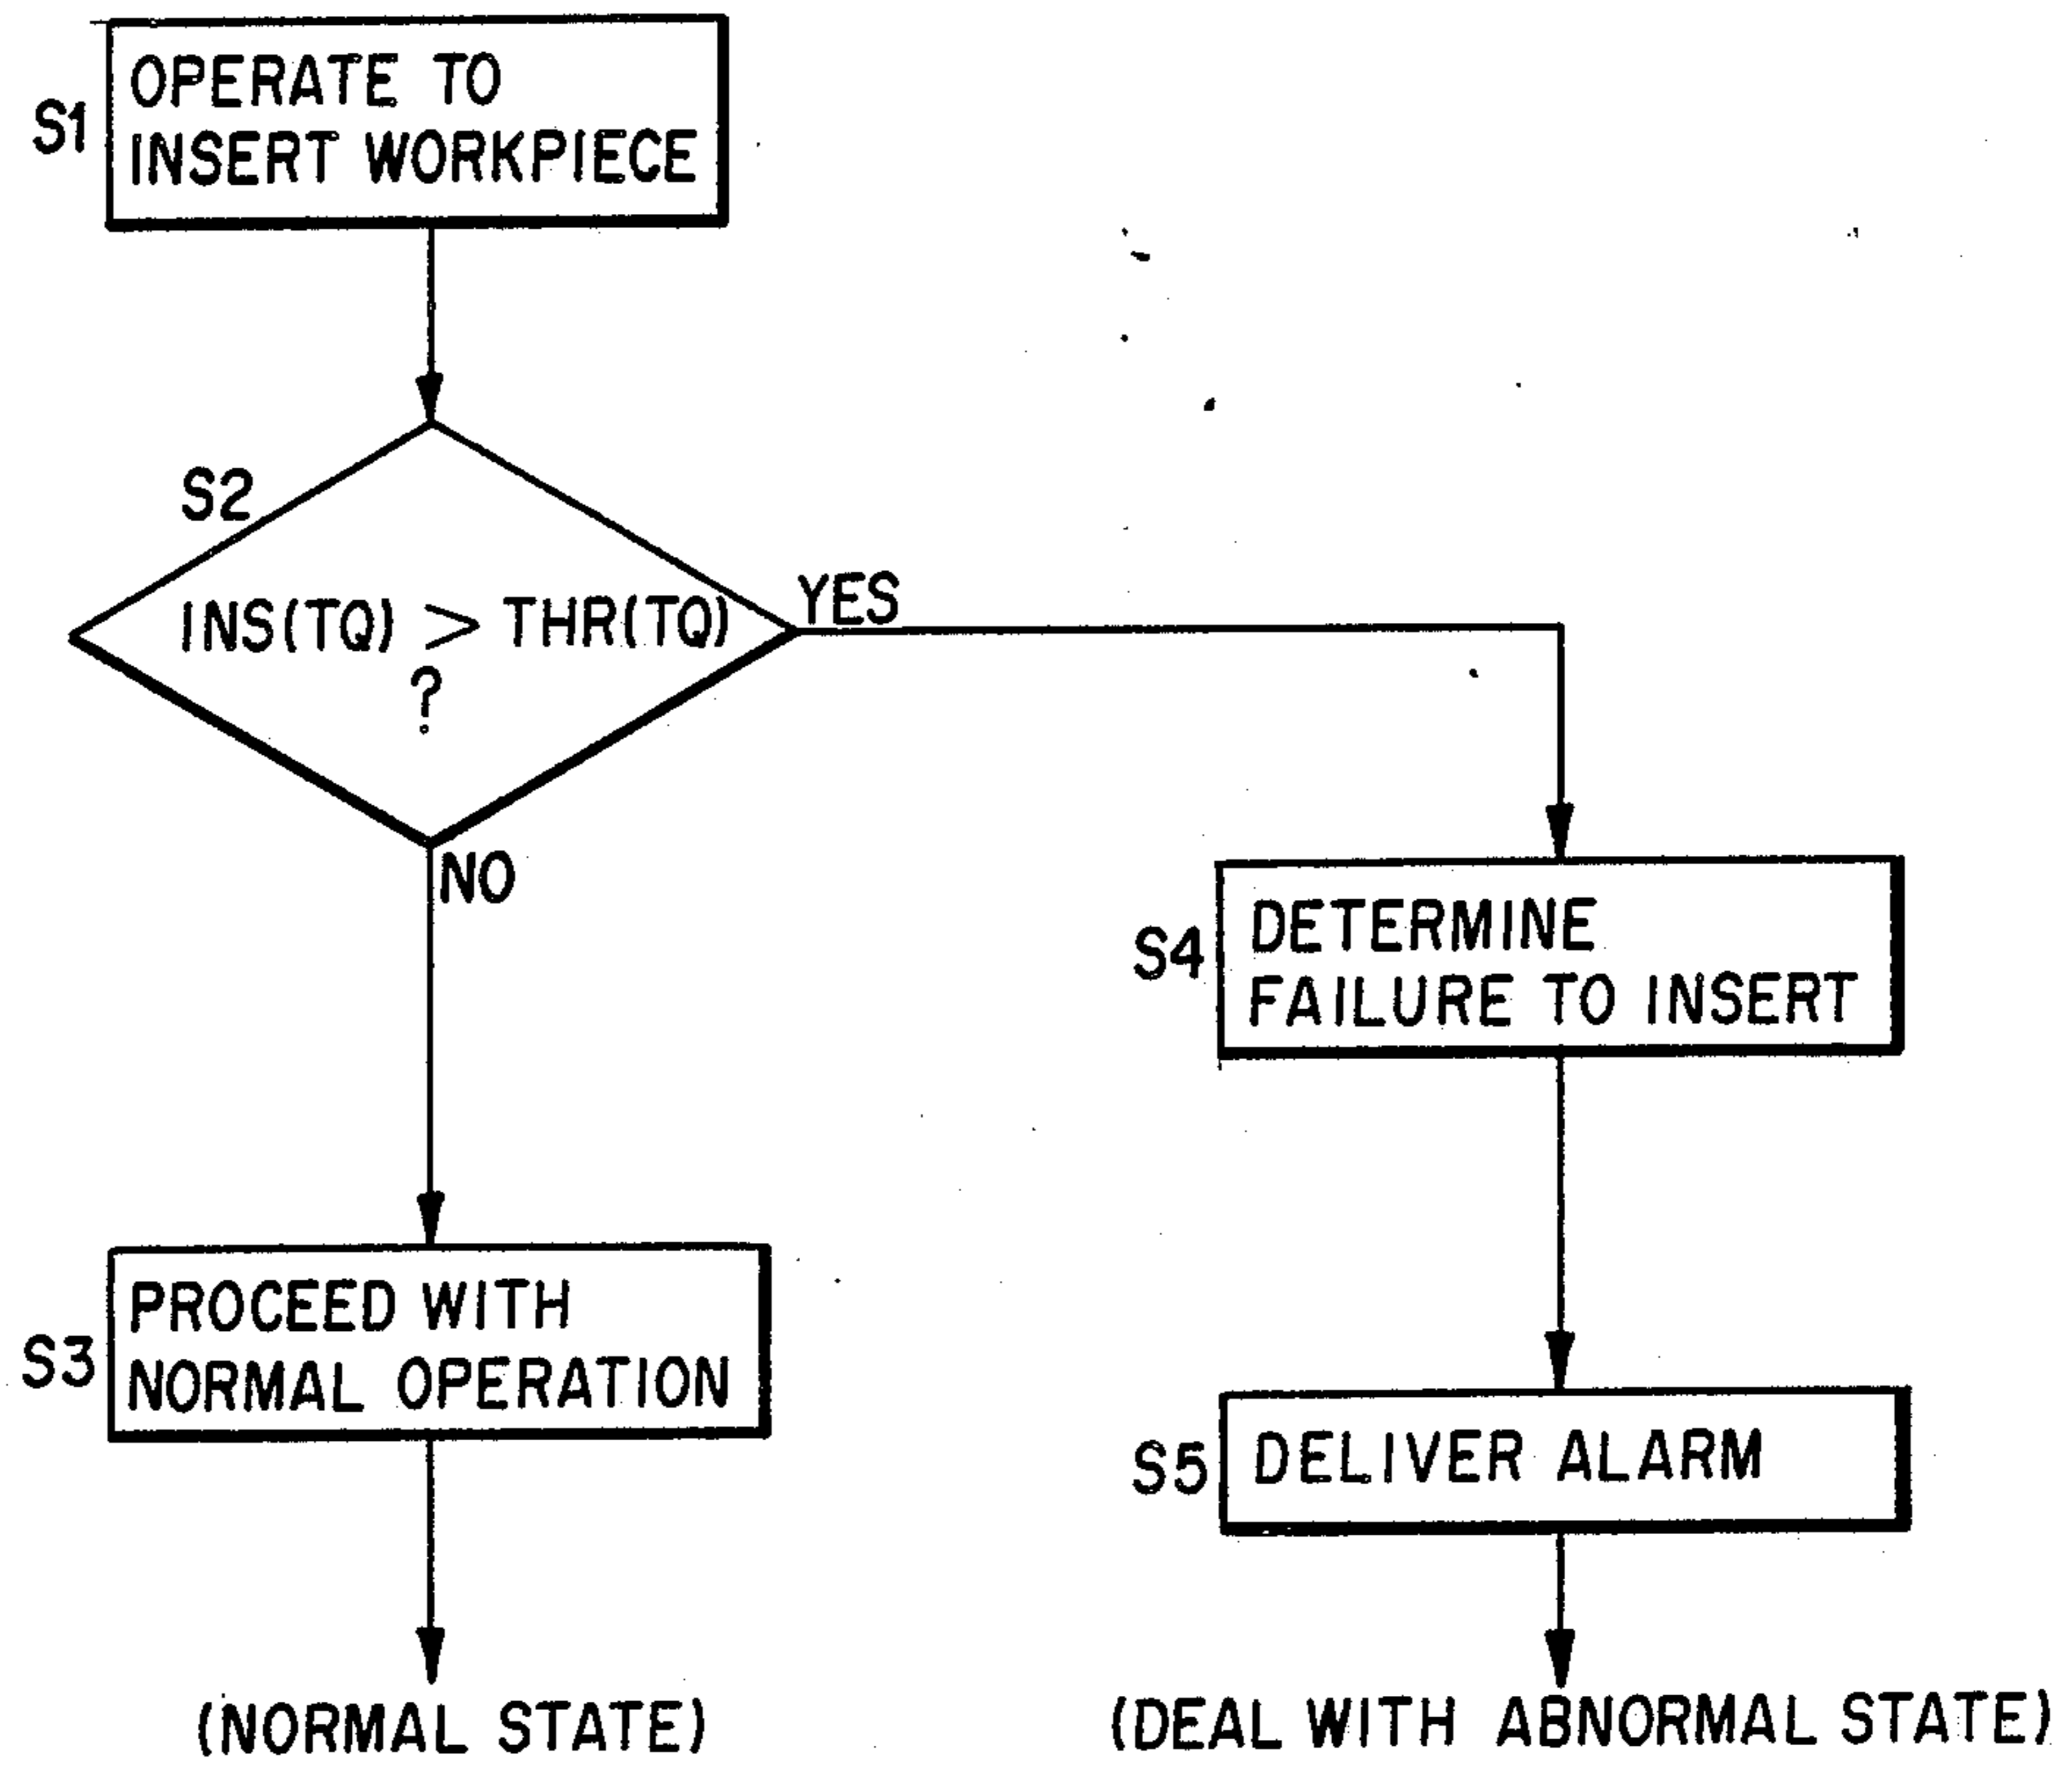 S1
OPERATE TO
INSERT WORKPIECE
S2
INS(TQ) > THR(TQ)
?
YES
NO
S4
DETERMINE
FAILURE TO INSERT
S3
PROCEED WITH
NORMAL OPERATION
S5
DELIVER ALARM
(NORMAL STATE)
(DEAL WITH ABNORMAL STATE)